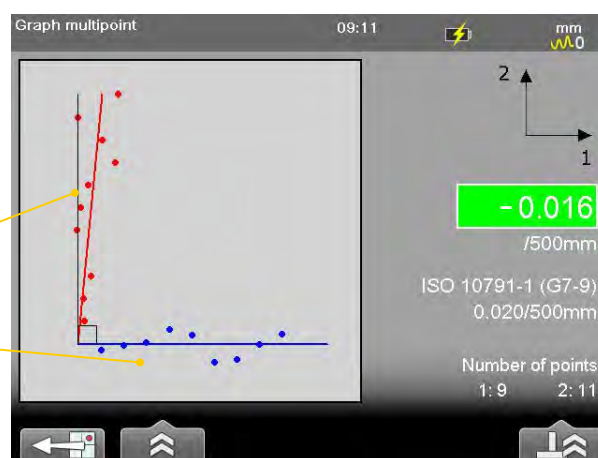 Graph multipoint 09:11 mm
0
2
1
-0.016
/500mm
ISO 10791-1 (G7-9)
0.020/500mm
Number of points
1: 9 2: 11